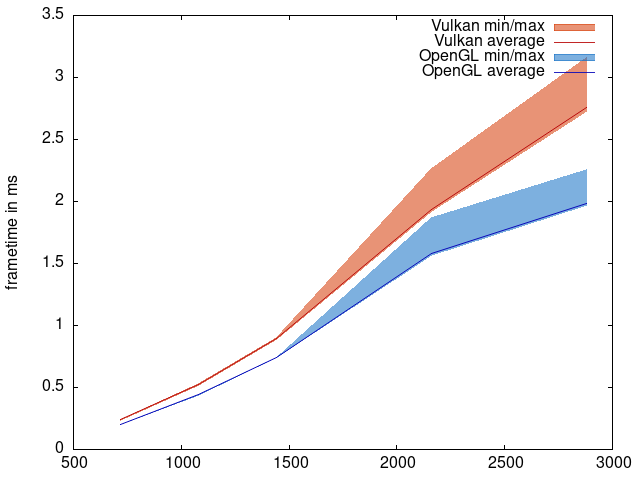 3.5
3
2.5
2
1.5
1
0.5
0
500
1000
1500
2000
2500
3000
frametime in ms
Vulkan min/max
Vulkan average
OpenGL min/max
OpenGL average